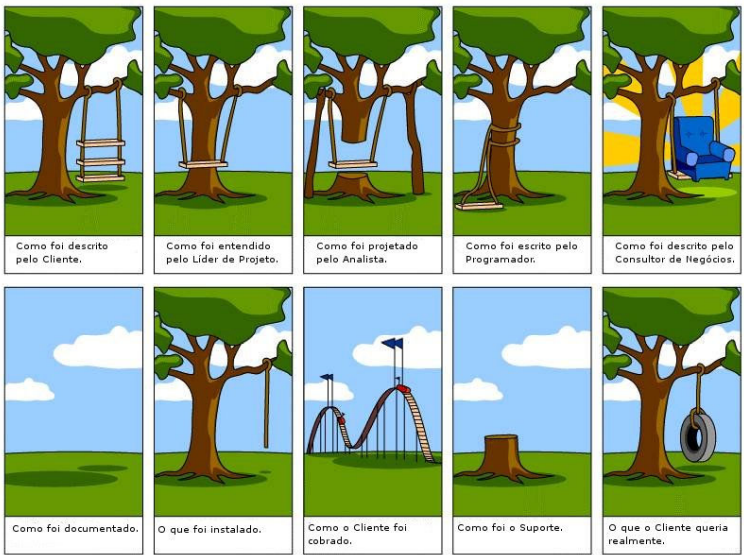 Como foi descrito
pelo Cliente.
Como foi entendido
pelo Líder de Projeto.
Como foi projetado
pelo Analista.
Como foi escrito pelo
Programador.
Como foi descrito pelo
Consultor de Negócios.
Como foi documentado.
O que foi instalado.
Como o Cliente foi
cobrado.
Como foi o Suporte.
O que o Cliente queria
realmente.